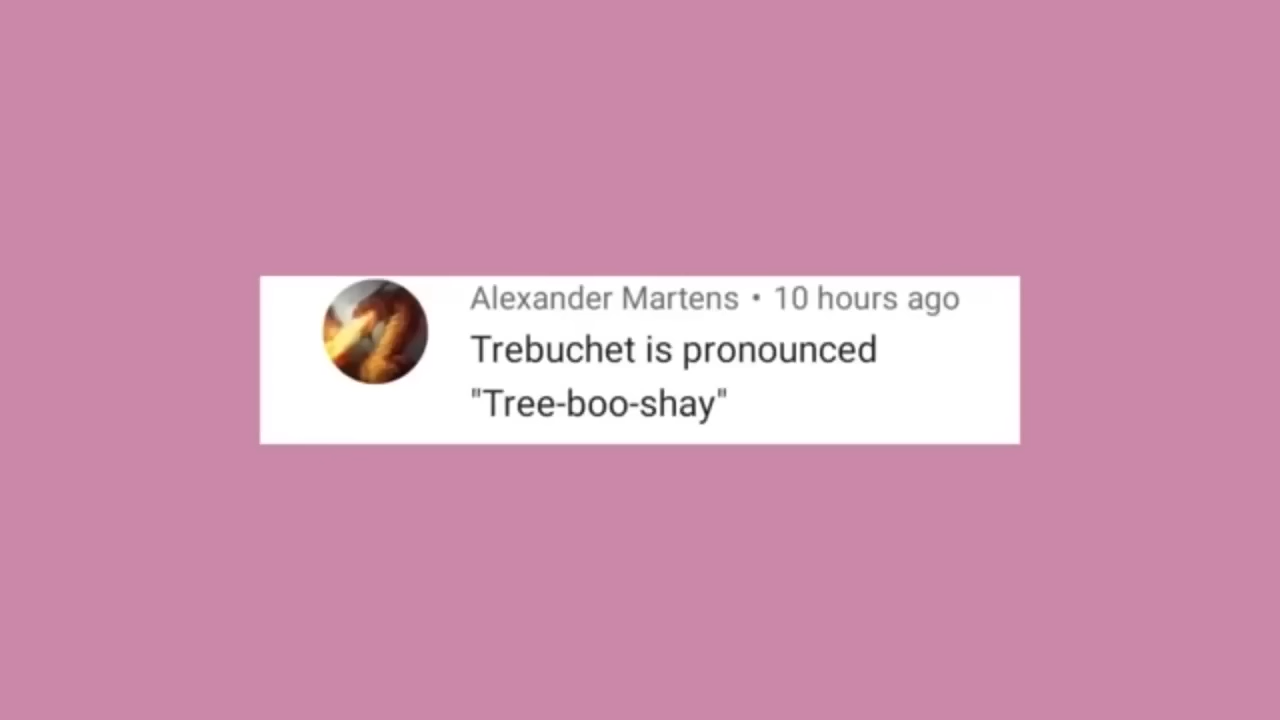 Alexander Martens • 10 hours ago
Trebuchet is pronounced
"Tree-boo-shay"